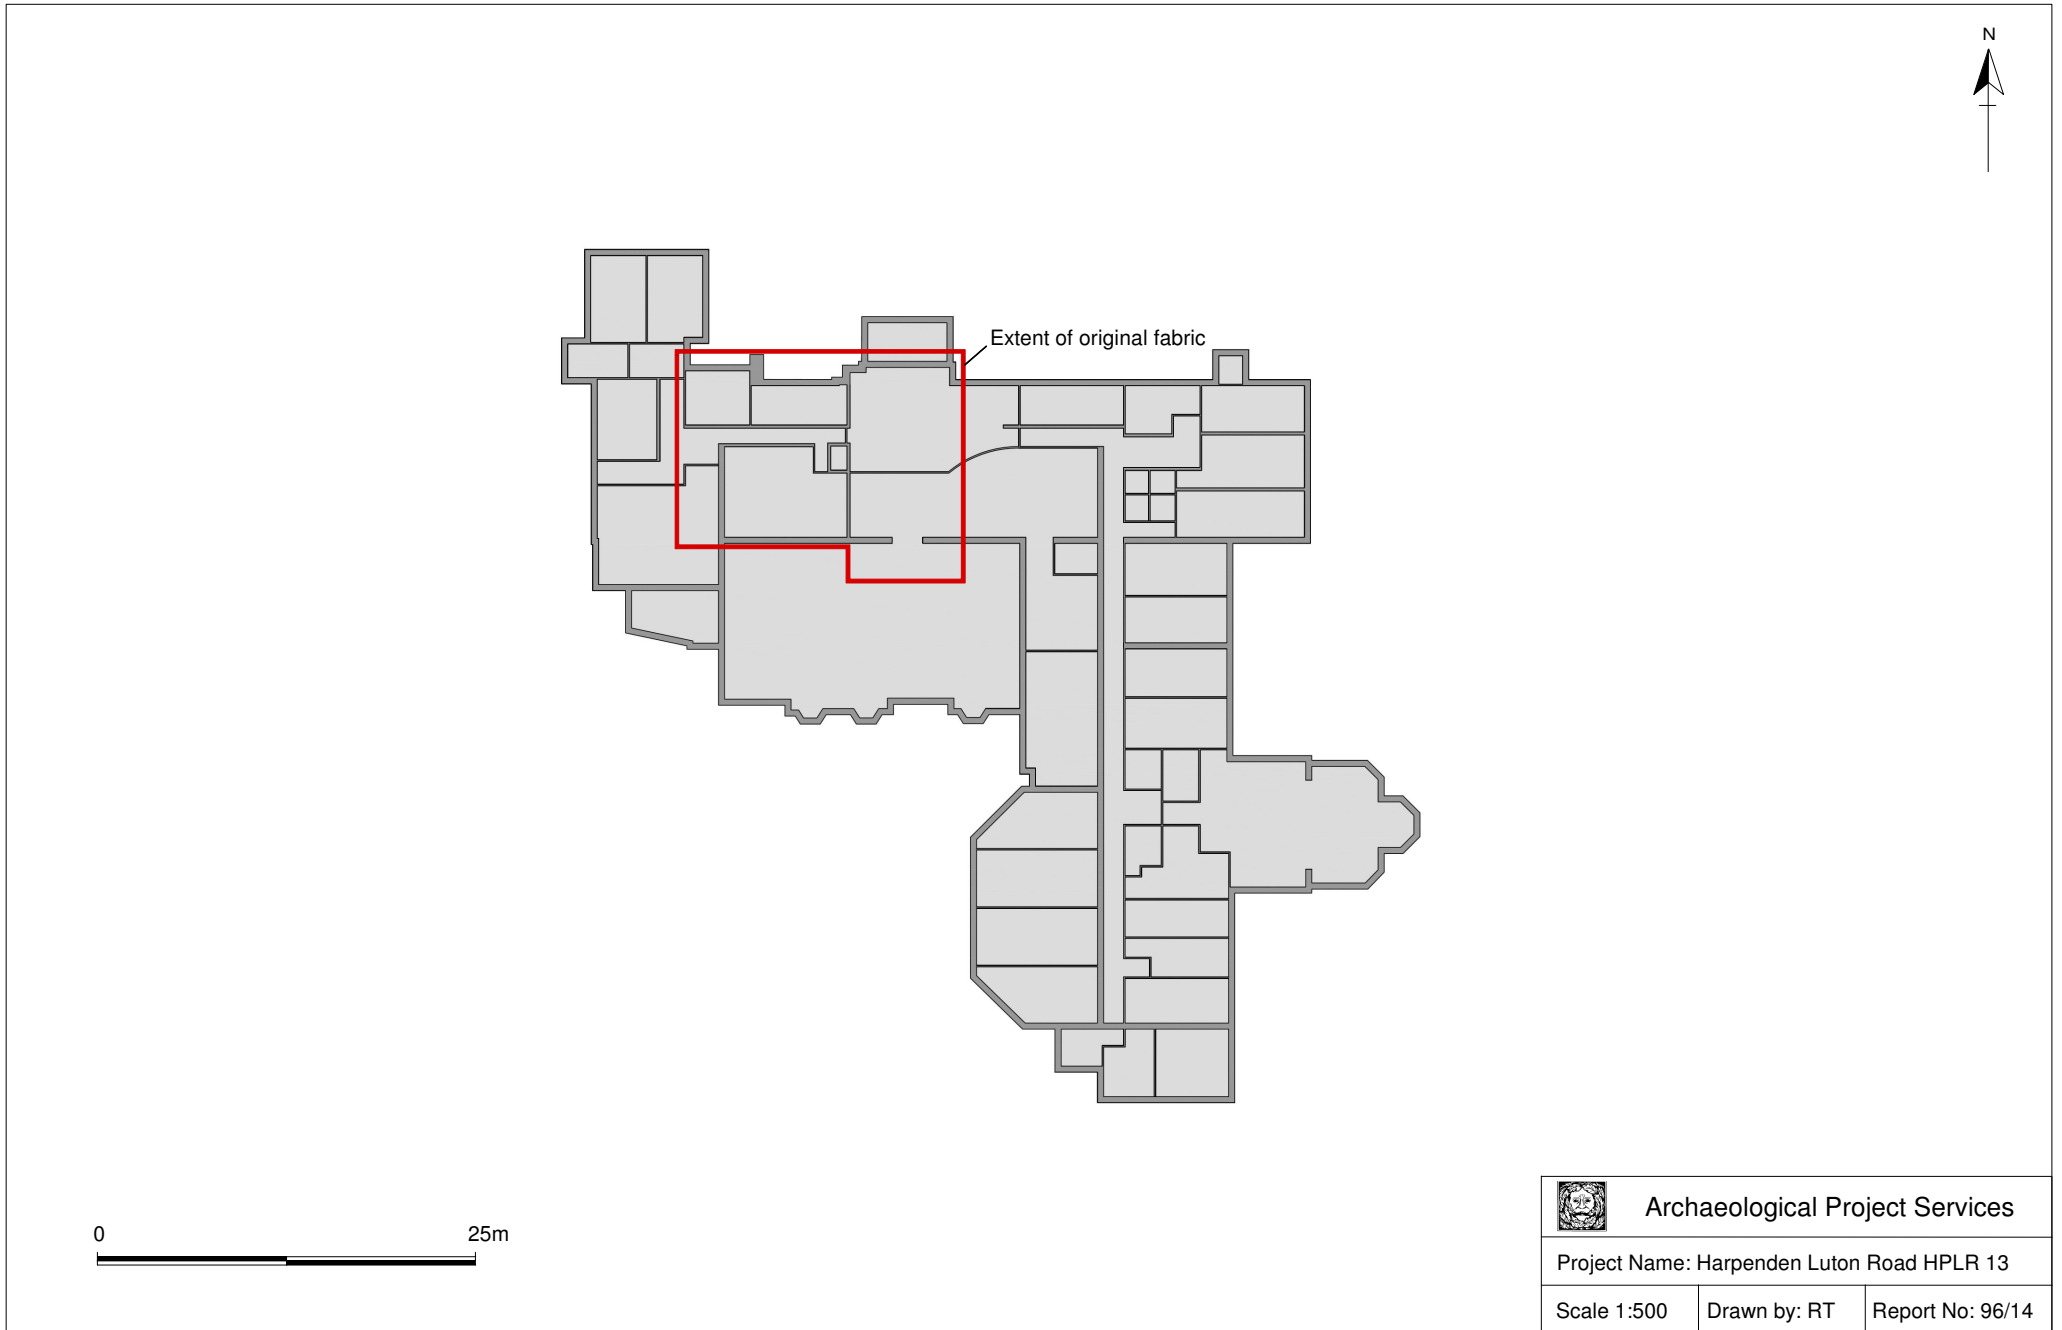 N
Extent of original fabric
0
25m
Archaeological Project Services
Project Name: Harpenden Luton Road HPLR 13
Scale 1:500
Drawn by: RT
Report No: 96/14